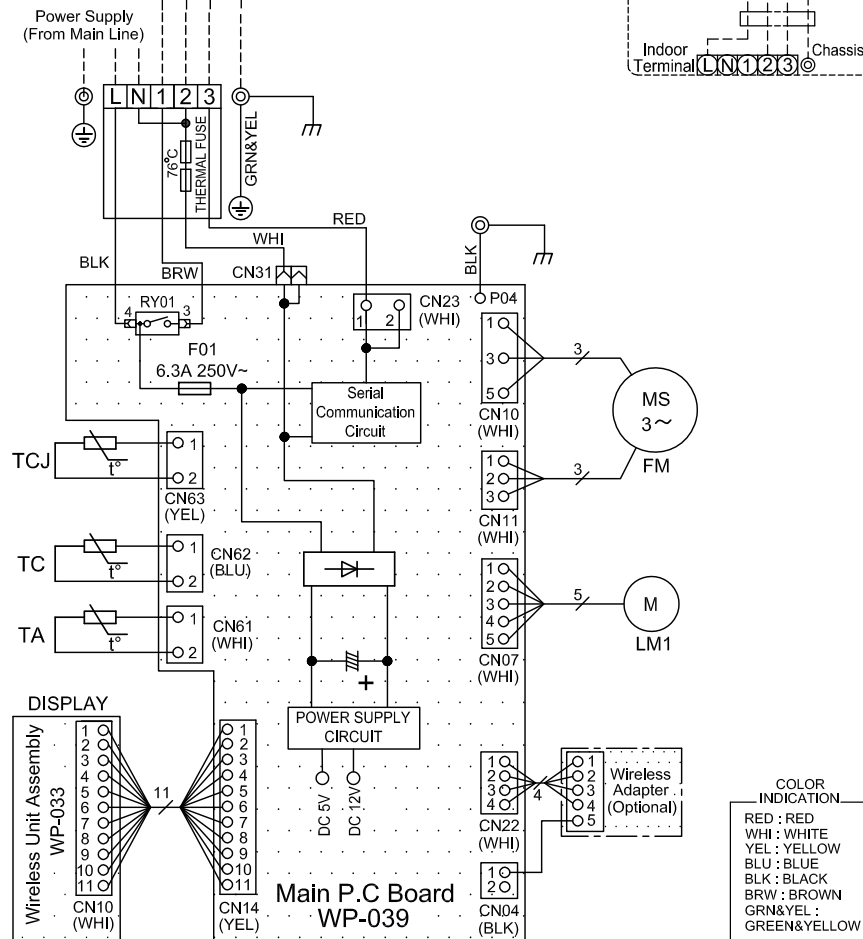 Power Supply
(From Main Line)
Indoor
Terminal L N 1 2 3
Chassis
L N 1 2 3
76°C
THERMAL FUSE
GRN&YEL
RED
WHI
BLK
BRW
CN31
BLK
P04
RY01
4 3
CN23
(WHI)
1 2
F01
6.3A 250V~
Serial
Communication
Circuit
1
3
5
CN10
(WHI)
3
MS
3~
FM
TCJ
t°
1
2
CN63
(YEL)
1
2
3
CN11
(WHI)
3
TC
t°
1
2
CN62
(BLU)
TA
t°
1
2
CN61
(WHI)
1
2
3
4
5
CN07
(WHI)
5
M
LM1
+
POWER SUPPLY
CIRCUIT
DC 5V
DC 12V
DISPLAY
Wireless Unit Assembly
WP-033
1
2
3
4
5
6
7
8
9
10
11
CN10
(WHI)
11
1
2
3
4
5
6
7
8
9
10
11
CN14
(YEL)
Main P.C Board
WP-039
1
2
3
4
CN22
(WHI)
4
1
2
3
4
5
Wireless
Adapter
(Optional)
1
2
CN04
(BLK)
COLOR
INDICATION
RED : RED
WHI : WHITE
YEL : YELLOW
BLU : BLUE
BLK : BLACK
BRW : BROWN
GRN&YEL :
GREEN&YELLOW